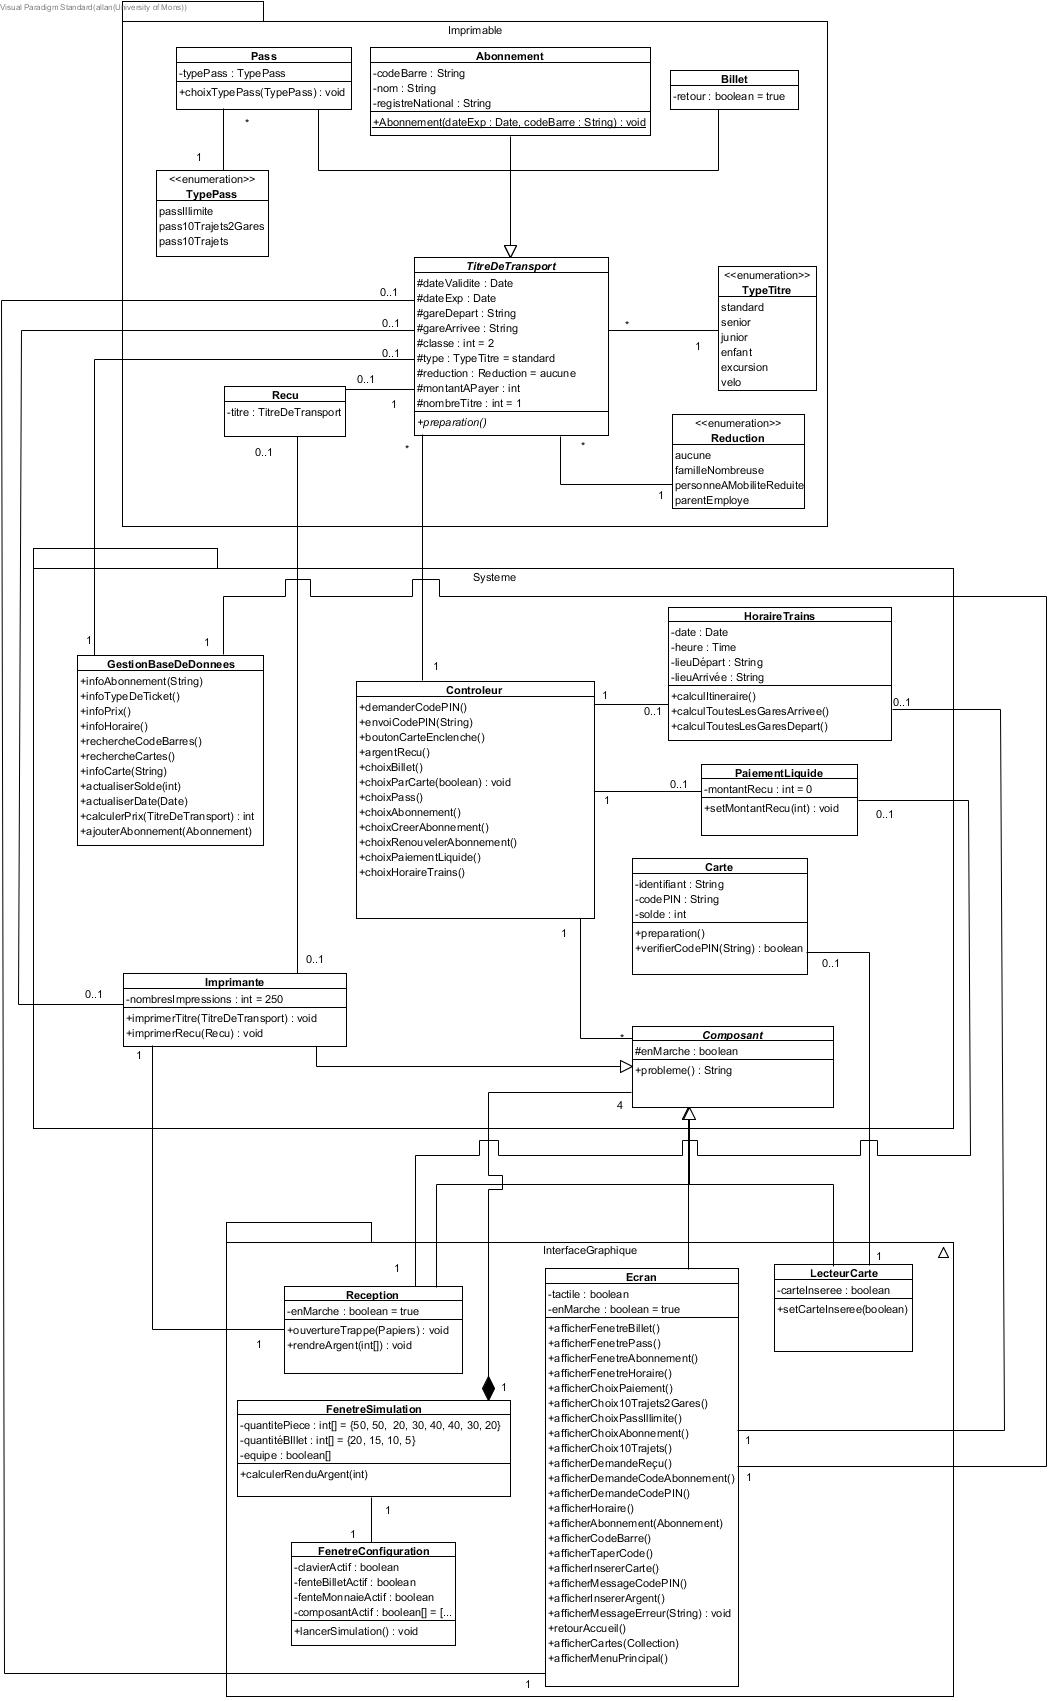 Visual Paradigm Standard(allan(University of Mons))
Imprimable
Pass
-typePass : TypePass
+choixTypePass(TypePass) : void
Abonnement
-codeBarre : String
-nom : String
-registreNational : String
+Abonnement(dateExp : Date, codeBarre : String) : void
Billet
-retour : boolean = true
*
1
<<enumeration>>
TypePass
passIllimite
pass10Trajets2Gares
pass10Trajets
TitreDeTransport
#dateValidite : Date
#dateExp : Date
#gareDepart : String
#gareArrivee : String
#classe : int = 2
#type : TypeTitre = standard
#reduction : Reduction = aucune
#montantAPayer : int
#nombreTitre : int = 1
+preparation()
<<enumeration>>
TypeTitre
standard
senior
junior
enfant
excursion
velo
0..1
0..1
0..1
0..1
1
*
1
Recu
-titre : TitreDeTransport
0..1
*
*
1
<<enumeration>>
Reduction
aucune
familleNombreuse
personneAMobiliteReduite
parentEmploye
Systeme
1
1
1
GestionBaseDeDonnees
+infoAbonnement(String)
+infoTypeDeTicket()
+infoPrix()
+infoHoraire()
+rechercheCodeBarres()
+rechercheCartes()
+infoCarte(String)
+actualiserSolde(int)
+actualiserDate(Date)
+calculerPrix(TitreDeTransport) : int
+ajouterAbonnement(Abonnement)
Controleur
+demanderCodePIN()
+envoiCodePIN(String)
+boutonCarteEnclenche()
+argentRecu()
+choixBillet()
+choixParCarte(boolean) : void
+choixPass()
+choixAbonnement()
+choixCreerAbonnement()
+choixRenouvelerAbonnement()
+choixPaiementLiquide()
+choixHoraireTrains()
HoraireTrains
-date : Date
-heure : Time
-lieuDépart : String
-lieuArrivée : String
+calculItineraire()
+calculToutesLesGaresArrivee()
+calculToutesLesGaresDepart()
1
0..1
0..1
PaiementLiquide
-montantRecu : int = 0
+setMontantRecu(int) : void
0..1
1
0..1
Carte
-identifiant : String
-codePIN : String
-solde : int
+preparation()
+verifierCodePIN(String) : boolean
1
0..1
0..1
0..1
Imprimante
-nombresImpressions : int = 250
+imprimerTitre(TitreDeTransport) : void
+imprimerRecu(Recu) : void
1
*
Composant
#enMarche : boolean
+probleme() : String
4
InterfaceGraphique
1
1
Reception
-enMarche : boolean = true
+ouvertureTrappe(Papiers) : void
+rendreArgent(int[]) : void
1
Ecran
-tactile : boolean
-enMarche : boolean = true
+afficherFenetreBillet()
+afficherFenetrePass()
+afficherFenetreAbonnement()
+afficherFenetreHoraire()
+afficherChoixPaiement()
+afficherChoix10Trajets2Gares()
+afficherChoixPassIllimite()
+afficherChoixAbonnement()
+afficherChoix10Trajets()
+afficherDemandeReçu()
+afficherDemandeCodeAbonnement()
+afficherDemandeCodePIN()
+afficherHoraire()
+afficherAbonnement(Abonnement)
+afficherCodeBarre()
+afficherTaperCode()
+afficherInsererCarte()
+afficherMessageCodePIN()
+afficherInsererArgent()
+afficherMessageErreur(String) : void
+retourAccueil()
+afficherCartes(Collection)
+afficherMenuPrincipal()
LecteurCarte
-carteInseree : boolean
+setCarteInseree(boolean)
1
FenetreSimulation
-quantitePiece : int[] = {50, 50, 20, 30, 40, 40, 30, 20}
-quantitéBIllet : int[] = {20, 15, 10, 5}
-equipe : boolean[]
+calculerRenduArgent(int)
1
1
1
1
FenetreConfiguration
-clavierActif : boolean
-fenteBilletActif : boolean
-fenteMonnaieActif : boolean
-composantActif : boolean[] = [...
+lancerSimulation() : void
1